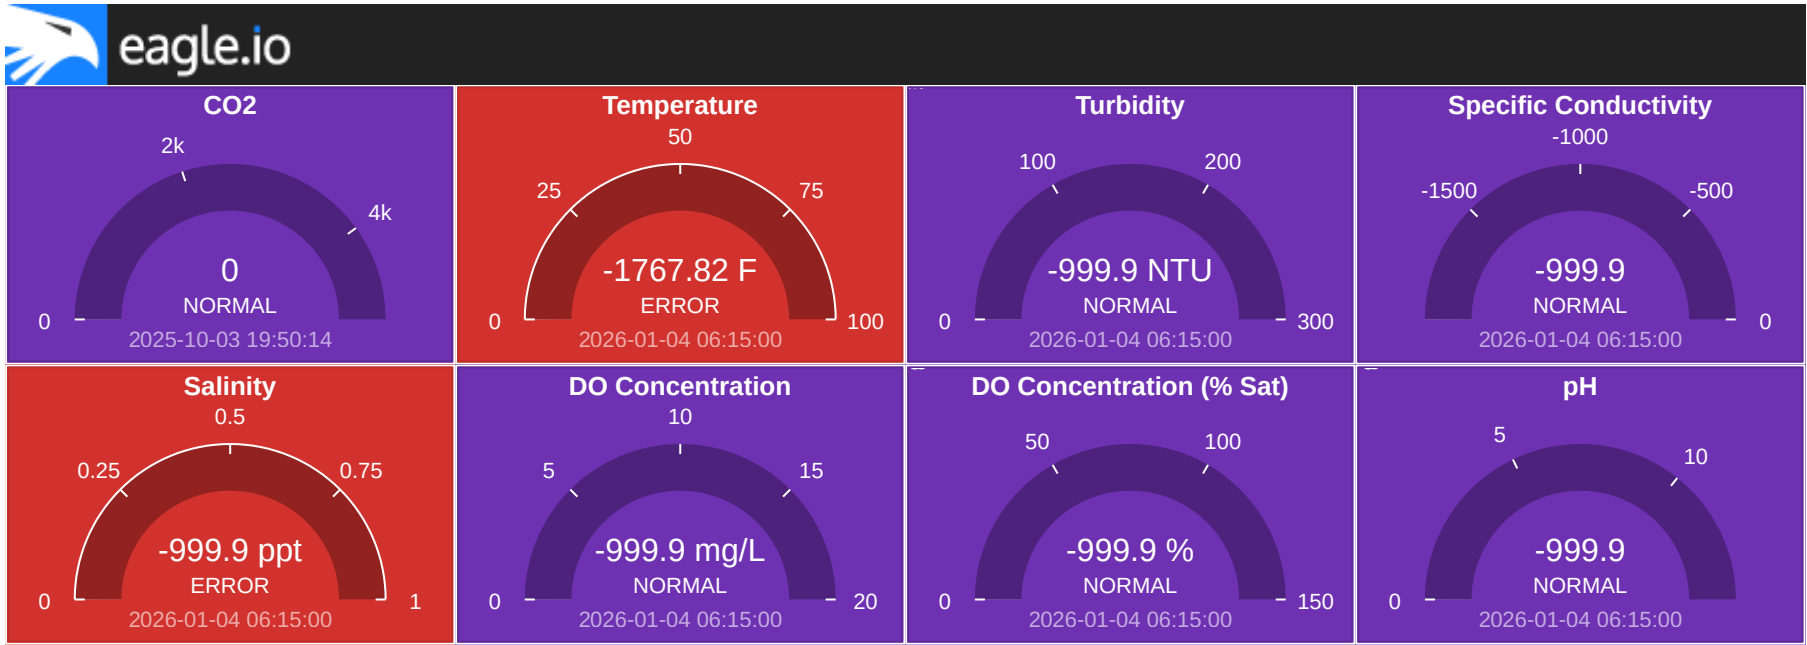 eagle.io
CO2
2k
4k
0
0
NORMAL
2025-10-03 19:50:14
Temperature
50
25
75
-1767.82 F
ERROR
0
100
2026-01-04 06:15:00
Turbidity
100
200
-999.9 NTU
NORMAL
0
300
2026-01-04 06:15:00
Specific Conductivity
-1000
-1500
-500
-999.9
NORMAL
0
2026-01-04 06:15:00
Salinity
0.5
0.25
0.75
-999.9 ppt
ERROR
0
1
2026-01-04 06:15:00
DO Concentration
10
5
15
-999.9 mg/L
NORMAL
0
20
2026-01-04 06:15:00
DO Concentration (% Sat)
50
100
-999.9 %
NORMAL
0
150
2026-01-04 06:15:00
pH
5
10
-999.9
NORMAL
0
2026-01-04 06:15:00